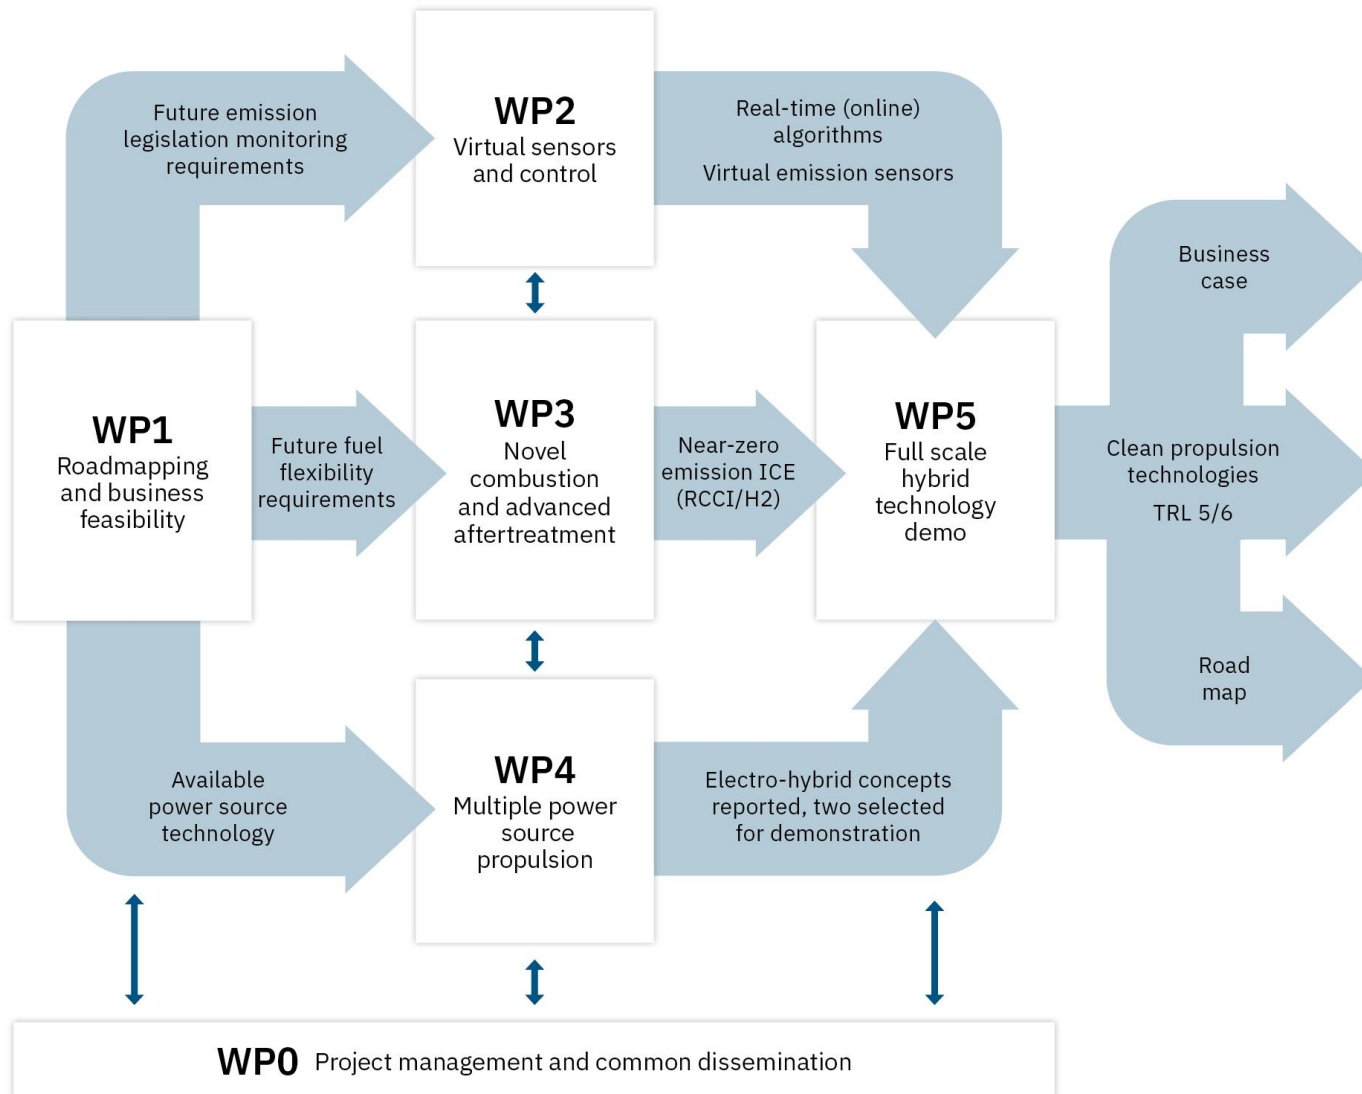 Future emission
legislation monitoring
requirements
WP2
Virtual sensors
and control
Real-time (online)
algorithms
Virtual emission sensors
Business
case
WP1
Roadmapping
and business
feasibility
Future fuel
flexibility
requirements
WP3
Novel
combustion
and advanced
aftertreatment
Near-zero
emission ICE
(RCCI/H2)
WP5
Full scale
hybrid
technology
demo
Clean propulsion
technologies
TRL 5/6
Road
map
Available
power source
technology
WP4
Multiple power
source
propulsion
Electro-hybrid concepts
reported, two selected
for demonstration
WP0 Project management and common dissemination